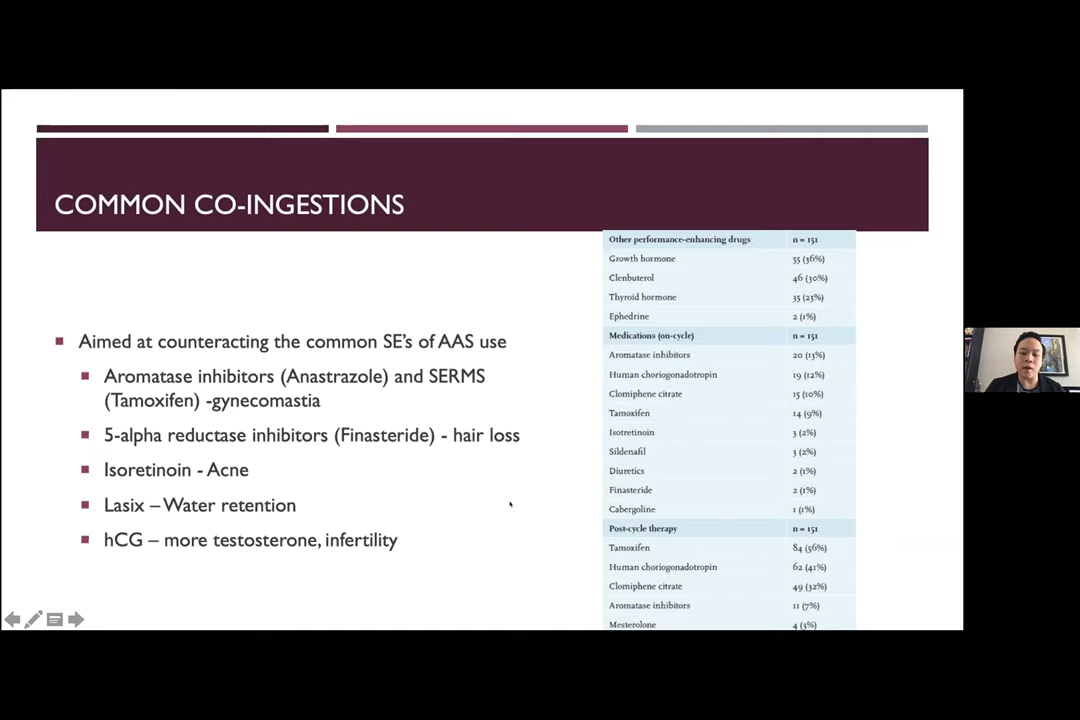 COMMON CO-INGESTIONS
Aimed at counteracting the common SE's of AAS use
Aromatase inhibitors (Anastrazole) and SERMS
(Tamoxifen) -gynecomastia
5-alpha reductase inhibitors (Finasteride) - hair loss
Isoretinoin - Acne
Lasix – Water retention
hCG – more testosterone, infertility
Other performance-enhancing drugs n = 151
Growth hormone 55 (36%)
Clenbuterol 46 (30%)
Thyroid hormone 35 (23%)
Ephedrine 2 (1%)
Medications (on-cycle) n = 151
Aromatase inhibitors 20 (13%)
Human choriogonadotropin 19 (12%)
Clomiphene citrate 15 (10%)
Tamoxifen 14 (9%)
Isotretinoin 3 (2%)
Sildenafil 3 (2%)
Diuretics 2 (1%)
Finasteride 2 (1%)
Cabergoline 1 (1%)
Post-cycle therapy n = 151
Tamoxifen 84 (56%)
Human choriogonadotropin 62 (41%)
Clomiphene citrate 49 (32%)
Aromatase inhibitors 11 (7%)
Mesterolone 4 (3%)